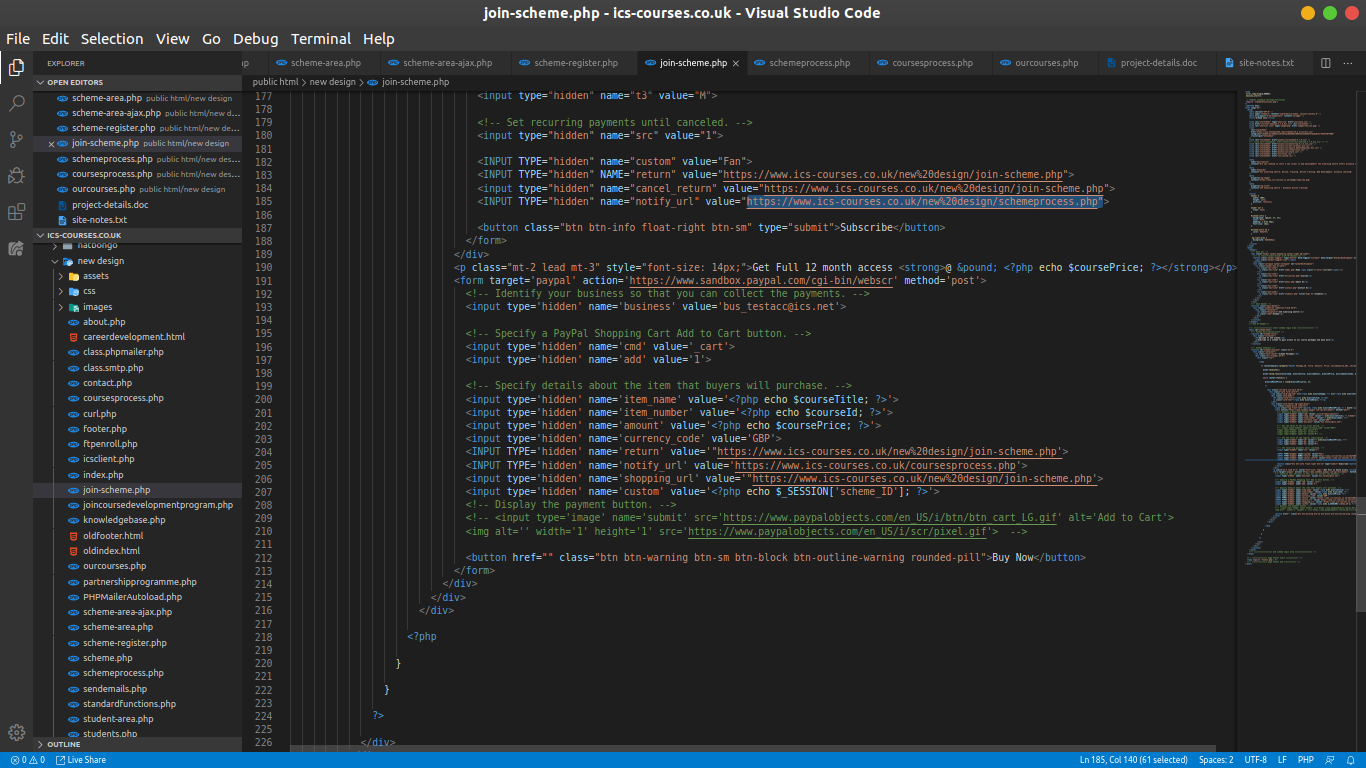 join-scheme.php - ics-courses.co.uk - Visual Studio Code
File Edit Selection View Go Debug Terminal Help
EXPLORER
OPEN EDITORS
scheme-area.php public html/new design
scheme-area-ajax.php public html/new d...
scheme-register.php public html/new des...
join-scheme.php public html/new design
schemeprocess.php public html/new des...
coursesprocess.php public html/new des...
ourcourses.php public html/new design
project-details.doc
site-notes.txt
ICS-COURSES.CO.UK
nacbongo
new design
assets
css
images
about.php
careerdevelopment.html
class.phpmailer.php
class.smtp.php
contact.php
coursesprocess.php
curl.php
footer.php
ftpenroll.php
icsclient.php
index.php
join-scheme.php
joincoursedevelopmentprogram.php
knowledgebase.php
oldfooter.html
oldindex.html
ourcourses.php
partnershipprogramme.php
PHPMailerAutoload.php
scheme-area-ajax.php
scheme-area.php
scheme-register.php
scheme.php
schemeprocess.php
sendemails.php
standardfunctions.php
student-area.php
students.php
OUTLINE
hp scheme-area.php scheme-area-ajax.php scheme-register.php join-scheme.php schemeprocess.php coursesprocess.php ourcourses.php project-details.doc site-notes.txt
public html > new design > join-scheme.php
177 <input type="hidden" name="t3" value="M">
178
179 <!-- Set recurring payments until canceled. -->
180 <input type="hidden" name="src" value="1">
181
182 <INPUT TYPE="hidden" name="custom" value="Fan">
183 <INPUT TYPE="hidden" NAME="return" value="https://www.ics-courses.co.uk/new%20design/join-scheme.php">
184 <input type="hidden" name="cancel_return" value="https://www.ics-courses.co.uk/new%20design/join-scheme.php">
185 <INPUT TYPE="hidden" name="notify_url" value="https://www.ics-courses.co.uk/new%20design/schemeprocess.php">
186
187 <button class="btn btn-info float-right btn-sm" type="submit">Subscribe</button>
188 </form>
189 </div>
190 <p class="mt-2 lead mt-3" style="font-size: 14px;">Get Full 12 month access <strong>@ &pound; <?php echo $coursePrice; ?></strong></p>
191 <form target='paypal' action='https://www.sandbox.paypal.com/cgi-bin/webscr' method='post'>
192 <!-- Identify your business so that you can collect the payments. -->
193 <input type='hidden' name='business' value='bus_testacc@ics.net'>
194
195 <!-- Specify a PayPal Shopping Cart Add to Cart button. -->
196 <input type='hidden' name='cmd' value='_cart'>
197 <input type='hidden' name='add' value='1'>
198
199 <!-- Specify details about the item that buyers will purchase. -->
200 <input type='hidden' name='item_name' value='<?php echo $courseTitle; ?>'>
201 <input type='hidden' name='item_number' value='<?php echo $courseId; ?>'>
202 <input type='hidden' name='amount' value='<?php echo $coursePrice; ?>'>
203 <input type='hidden' name='currency_code' value='GBP'>
204 <INPUT TYPE='hidden' name='return' value='"https://www.ics-courses.co.uk/new%20design/join-scheme.php'>
205 <INPUT TYPE='hidden' name='notify_url' value='https://www.ics-courses.co.uk/coursesprocess.php'>
206 <INPUT TYPE='hidden' name='shopping_url' value='"https://www.ics-courses.co.uk/new%20design/join-scheme.php'>
207 <input type='hidden' name='custom' value='<?php echo $_SESSION['scheme_ID']; ?>'>
208 <!-- Display the payment button. -->
209 <!-- <input type='image' name='submit' src='https://www.paypalobjects.com/en_US/i/btn/btn_cart_LG.gif' alt='Add to Cart'>
210 <img alt='' width='1' height='1' src='https://www.paypalobjects.com/en_US/i/scr/pixel.gif'> -->
211
212 <button href="" class="btn btn-warning btn-sm btn-block btn-outline-warning rounded-pill">Buy Now</button>
213 </form>
214 </div>
215 </div>
216 </div>
217
218 <?php
219
220 }
221
222 }
223
224 ?>
225
226 </div>
0 0 Live Share Ln 185, Col 140 (61 selected) Spaces: 2 UTF-8 LF PHP